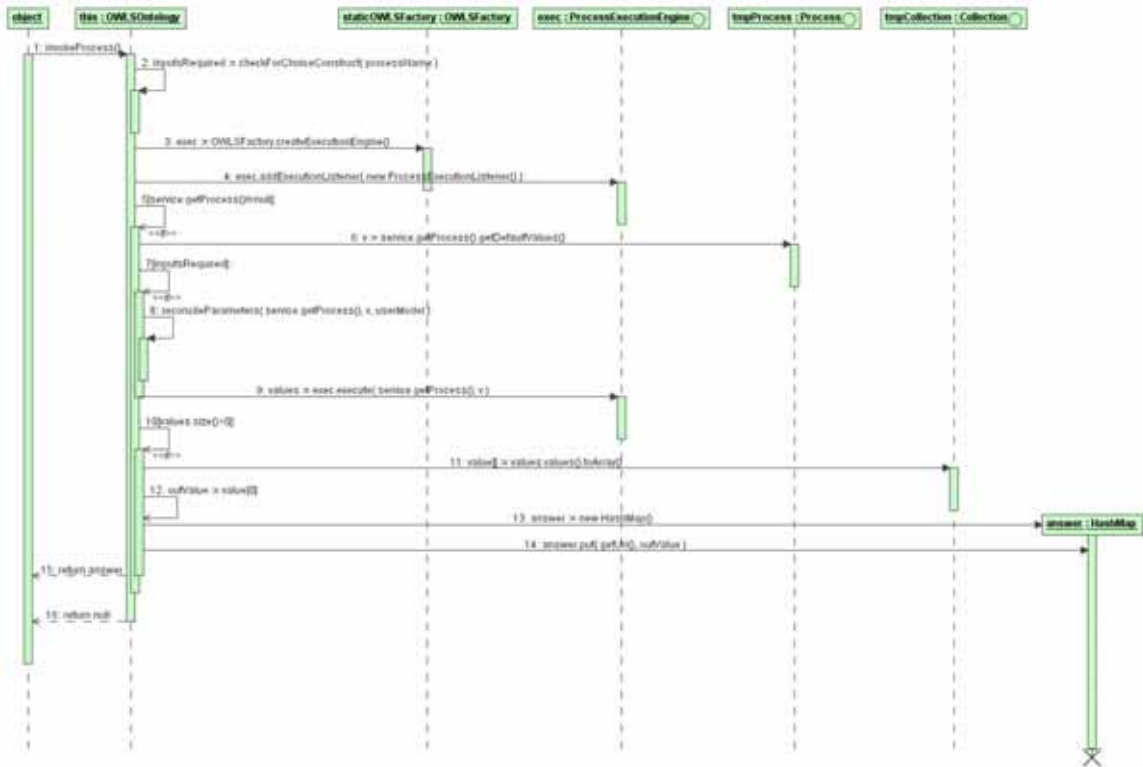 object
this : OWLSOntology
staticOWLSFactory : OWLSFactory
exec : ProcessExecutionEngine
tmpProcess : Process
tmpCollection : Collection
1: invokeProcess()
2: inputsRequired := checkForChoiceConstruct( processName )
3: exec := OWLSFactory.createExecutionEngine()
4: exec.addExecutionListener( new ProcessExecutionListener() )
5[service.getProcess()!=null]:
<<if>>
6: v := service.getProcess().getDefaultValues()
7[inputsRequired]:
<<if>>
8: reconcileParameters( service.getProcess(), v, userModel )
9: values := exec.execute( service.getProcess(), v )
10[values.size()>0]:
<<if>>
11: value[] := values.values().toArray()
12: outValue := value[0]
13: answer := new HashMap()
answer : HashMap
14: answer.put( getUri(), outValue )
15: return answer
16: return null